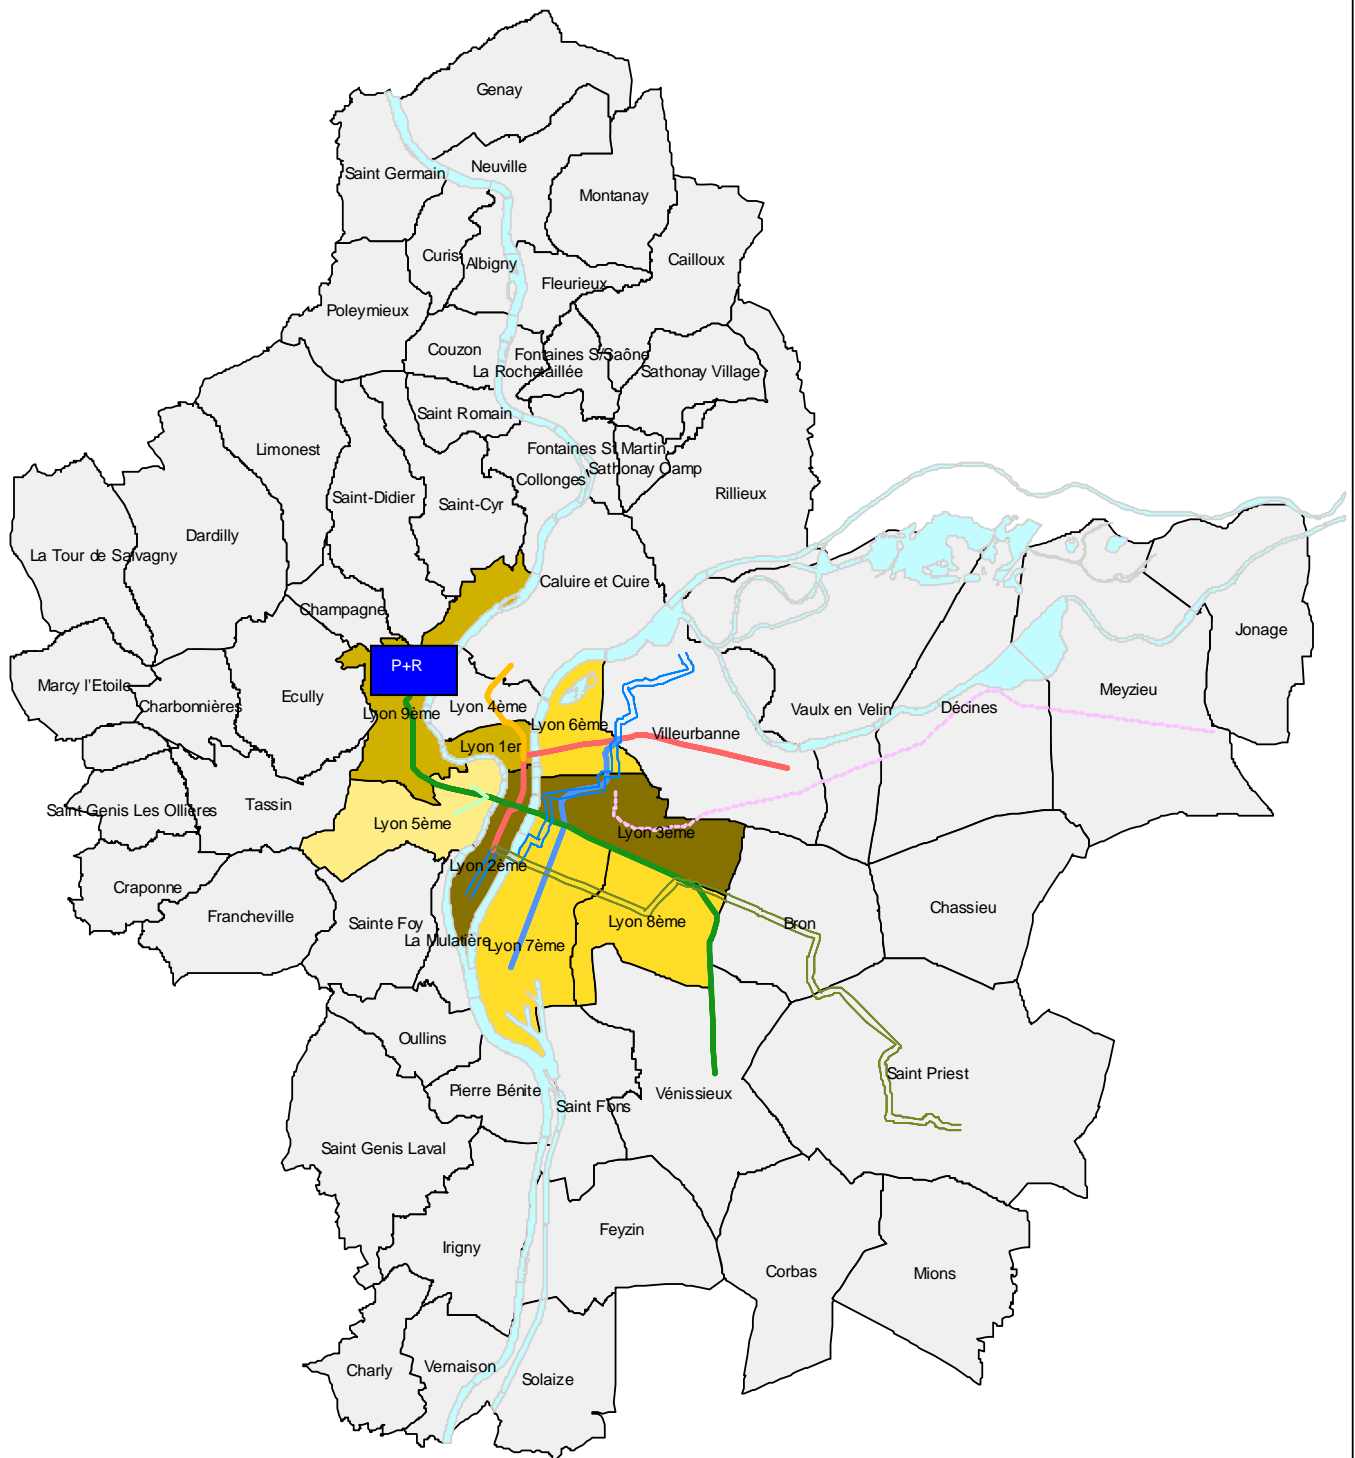 Genay
Neuville
Saint Germain
Montanay
Curis
Albigny
Cailloux
Fleurieux
Poleymieux
Couzon
Fontaines S/Saône
La Rochetaillée
Sathonay Village
Saint Romain
Limonest
Fontaines St Martin
Sathonay Camp
Collonges
Saint-Didier
Saint-Cyr
Rillieux
Dardilly
La Tour de Salvagny
Caluire et Cuire
Champagne
Jonage
P+R
Marcy l'Etoile
Charbonnières
Ecully
Meyzieu
Lyon 9ème
Lyon 4ème
Vaulx en Velin
Décines
Lyon 6ème
Villeurbanne
Lyon 1er
Saint Genis Les Ollières
Tassin
Lyon 5ème
Lyon 3ème
Lyon 2ème
Craponne
Francheville
Sainte Foy
Chassieu
Lyon 8ème
Bron
La Mulatière
Lyon 7ème
Oullins
Saint Priest
Pierre Bénite
Vénissieux
Saint Fons
Saint Genis Laval
Feyzin
Irigny
Corbas
Mions
Vernaison
Charly
Solaize